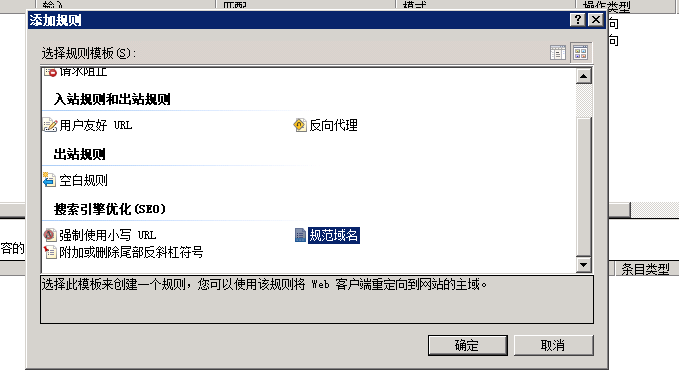 输入 匹配 模式 操作类型
添加规则
向
向
选择规则模板(S):
请求阻止
入站规则和出站规则
用户友好 URL 反向代理
出站规则
空白规则
搜索引擎优化(SEO)
强制使用小写 URL 规范域名
容的
附加或删除尾部反斜杠符号
条目类型
选择此模板来创建一个规则，您可以使用该规则将 Web 客户端重定向到网站的主域。
确定 取消